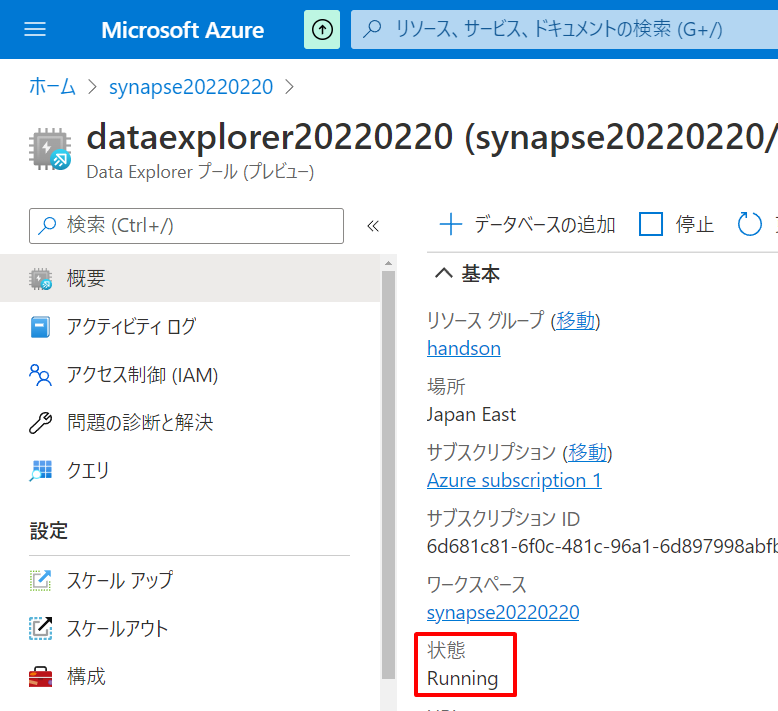 Microsoft Azure
リソース、サービス、ドキュメントの検索 (G+/)
ホーム > synapse20220220 >
dataexplorer20220220 (synapse20220220/
Data Explorer プール (プレビュー)
検索 (Ctrl+/)
«
データベースの追加
停止
概要
アクティビティ ログ
アクセス制御 (IAM)
問題の診断と解決
クエリ
設定
スケール アップ
スケールアウト
構成
基本
リソース グループ (移動)
handson
場所
Japan East
サブスクリプション (移動)
Azure subscription 1
サブスクリプション ID
6d681c81-6f0c-481c-96a1-6d897998abfb
ワークスペース
synapse20220220
状態
Running